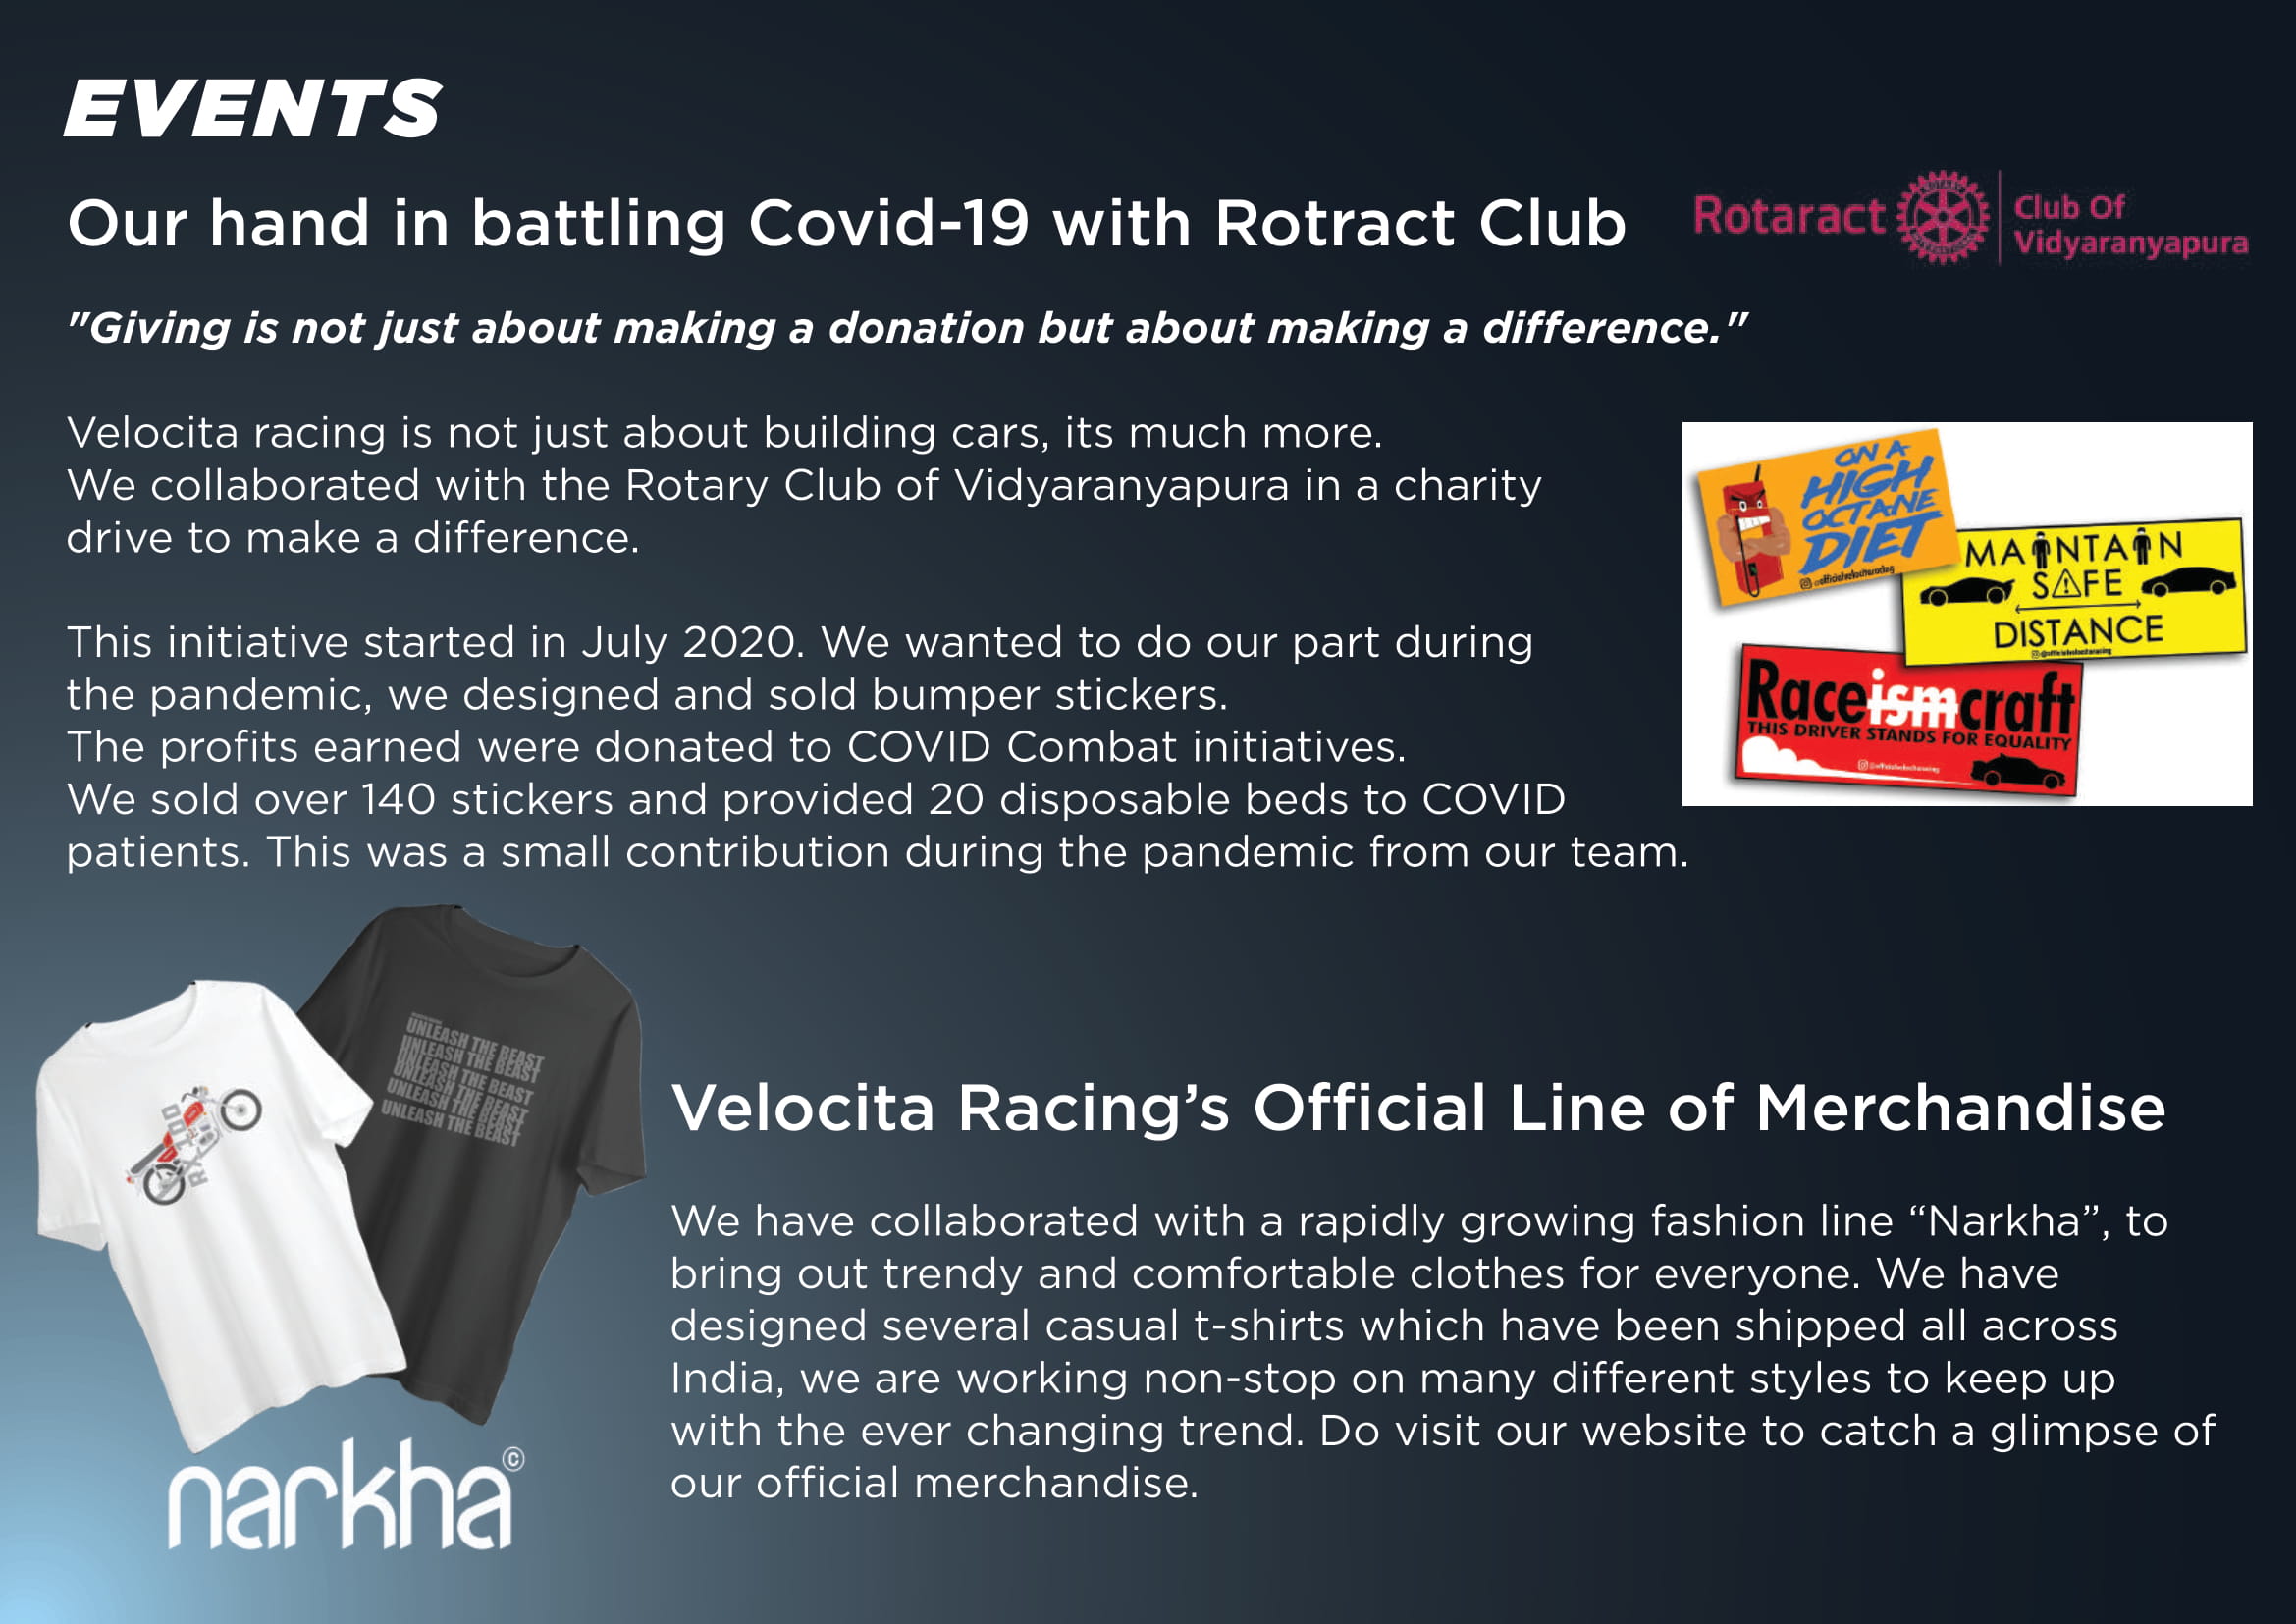 EVENTS
Our hand in battling Covid-19 with Rotract Club
Rotaract
Club Of
Vidyaranyapura
"Giving is not just about making a donation but about making a difference."
Velocita racing is not just about building cars, its much more.
We collaborated with the Rotary Club of Vidyaranyapura in a charity
drive to make a difference.
This initiative started in July 2020. We wanted to do our part during
the pandemic, we designed and sold bumper stickers.
The profits earned were donated to COVID Combat initiatives.
We sold over 140 stickers and provided 20 disposable beds to COVID
patients. This was a small contribution during the pandemic from our team.
ON A
HIGH
OCTANE
DIET
MAINTAIN
SAFE
DISTANCE
@officialvelocitaracing
Raceismcraft
THIS DRIVER STANDS FOR EQUALITY
UNLEASH THE BEAST
UNLEASH THE BEAST
UNLEASH THE BEAST
UNLEASH THE BEAST
UNLEASH THE BEAST
UNLEASH THE BEAST
narkha©
Velocita Racing’s Official Line of Merchandise
We have collaborated with a rapidly growing fashion line “Narkha”, to
bring out trendy and comfortable clothes for everyone. We have
designed several casual t-shirts which have been shipped all across
India, we are working non-stop on many different styles to keep up
with the ever changing trend. Do visit our website to catch a glimpse of
our official merchandise.